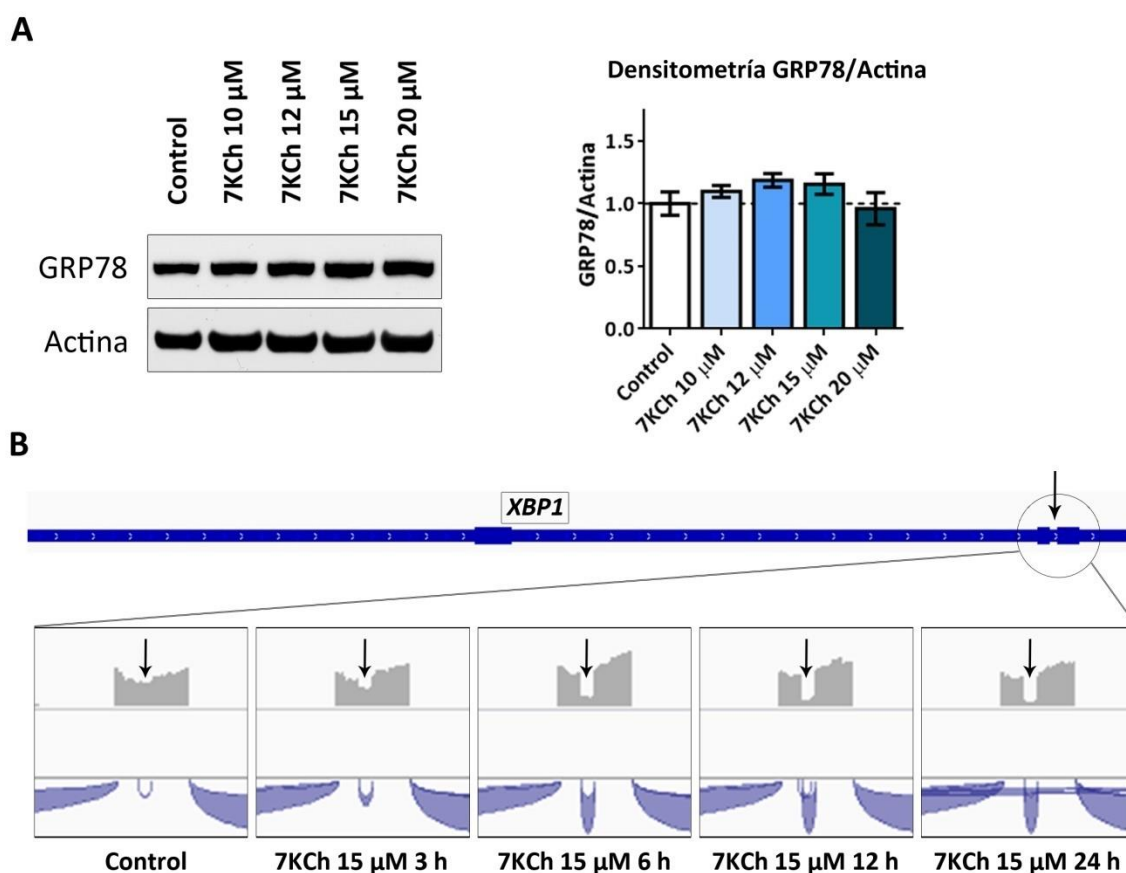 A
Control
7KCh 10 µM
7KCh 12 µM
7KCh 15 µM
7KCh 20 µM
GRP78
Actina
Densitometría GRP78/Actina
GRP78/Actina
1.5
1.0
0.5
0.0
Control
7KCh 10 µM
7KCh 12 µM
7KCh 15 µM
7KCh 20 µM
B
XBP1
Control
7KCh 15 µM 3 h
7KCh 15 µM 6 h
7KCh 15 µM 12 h
7KCh 15 µM 24 h